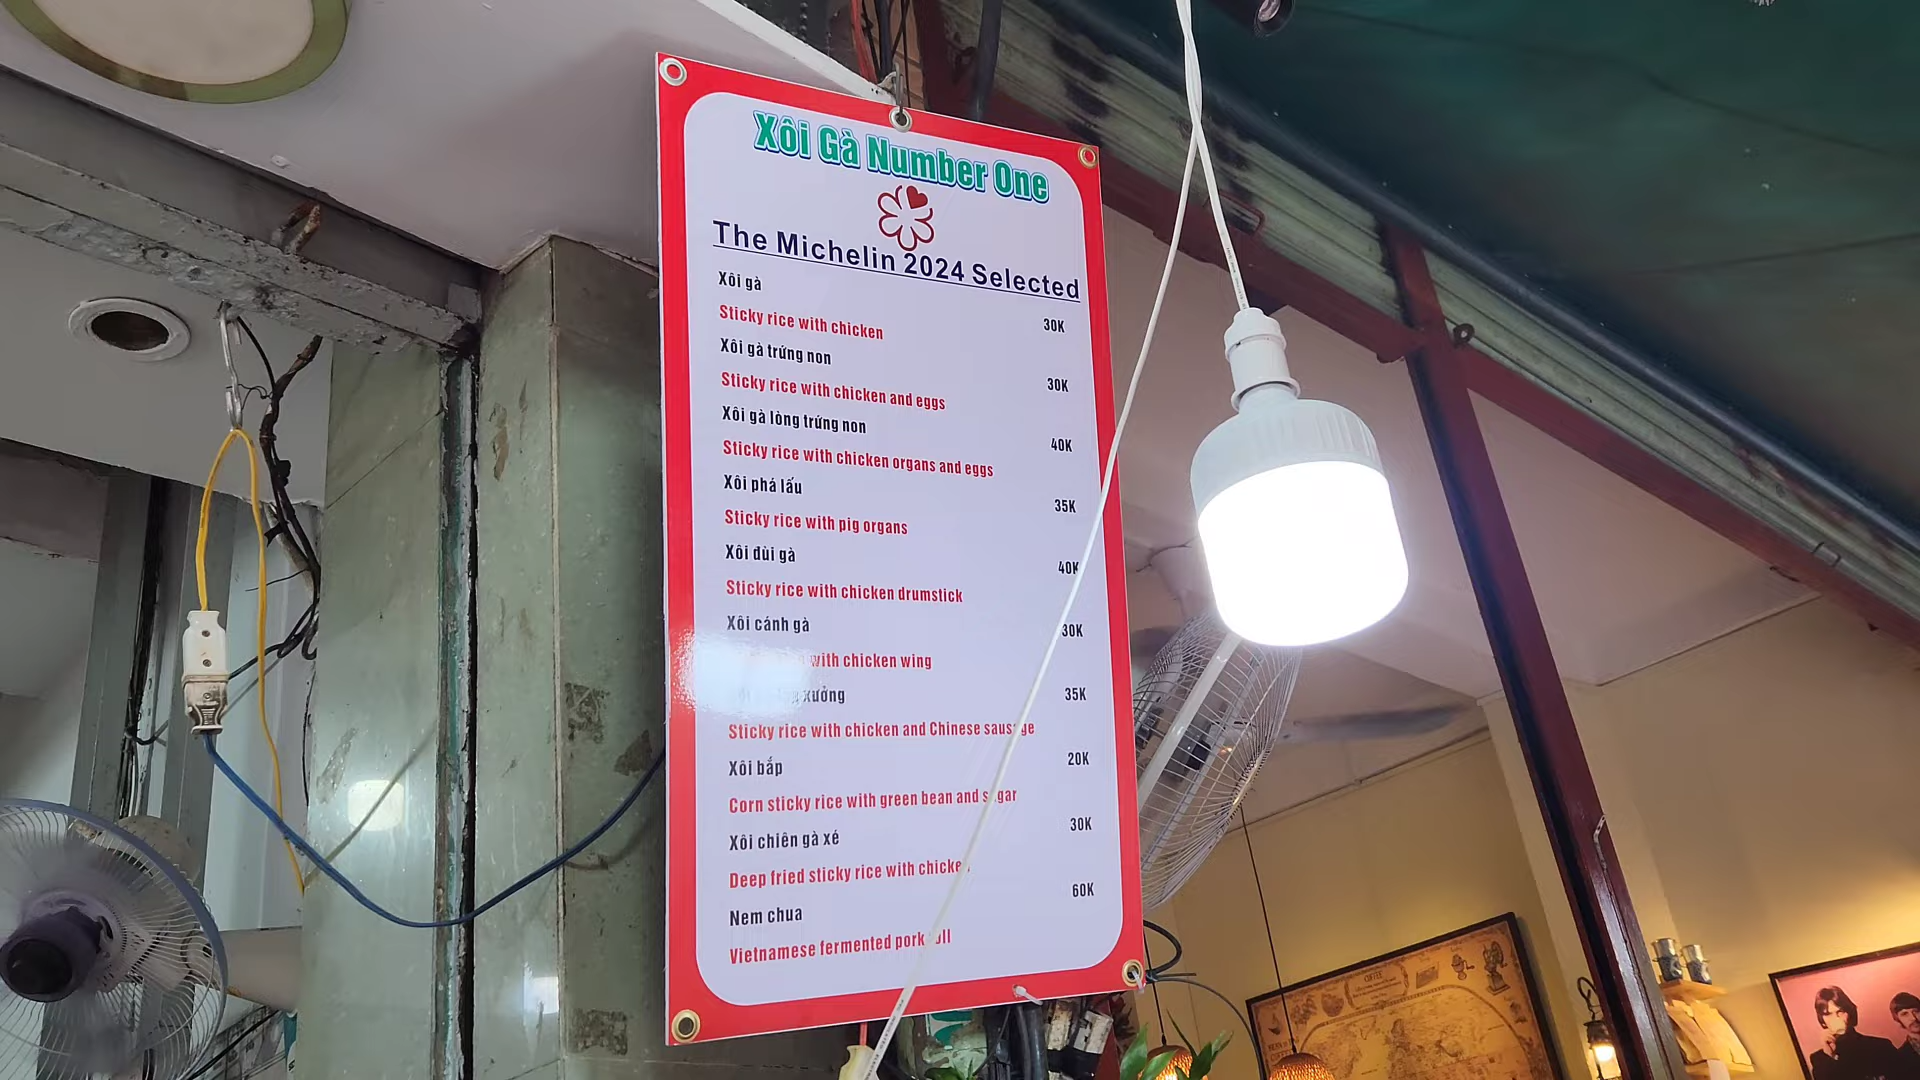 Xôi Gà Number One
The Michelin 2024 Selected
Xôi gà
30K
Sticky rice with chicken
Xôi gà trứng non
30K
Sticky rice with chicken and eggs
Xôi gà lòng trứng non
40K
Sticky rice with chicken organs and eggs
Xôi phá lấu
35K
Sticky rice with pig organs
Xôi đùi gà
40K
Sticky rice with chicken drumstick
Xôi cánh gà
30K
with chicken wing
xưởng
35K
Sticky rice with chicken and Chinese sausage
Xôi bắp
20K
Corn sticky rice with green bean and sugar
Xôi chiên gà xé
30K
Deep fried sticky rice with chicken
Nem chua
60K
Vietnamese fermented pork
COFFEE